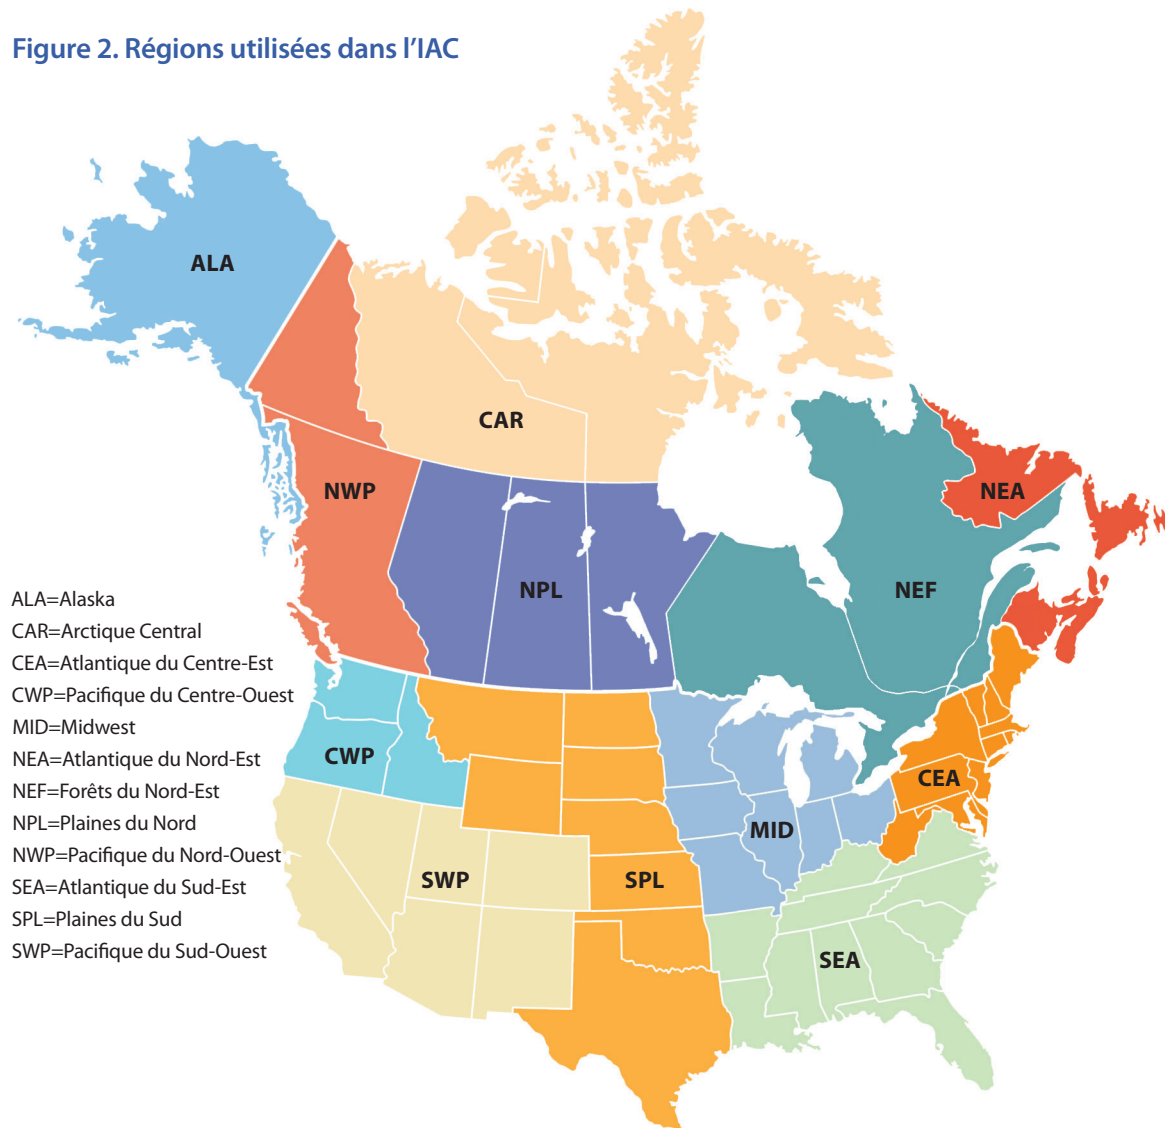 Figure 2. Régions utilisées dans l’IAC
ALA
CAR
NWP
NEA
NPL
NEF
ALA=Alaska
CAR=Arctique Central
CEA=Atlantique du Centre-Est
CWP=Pacifique du Centre-Ouest
MID=Midwest
NEA=Atlantique du Nord-Est
NEF=Forêts du Nord-Est
NPL=Plaines du Nord
NWP=Pacifique du Nord-Ouest
SEA=Atlantique du Sud-Est
SPL=Plaines du Sud
SWP=Pacifique du Sud-Ouest
CWP
CEA
MID
SWP
SPL
SEA